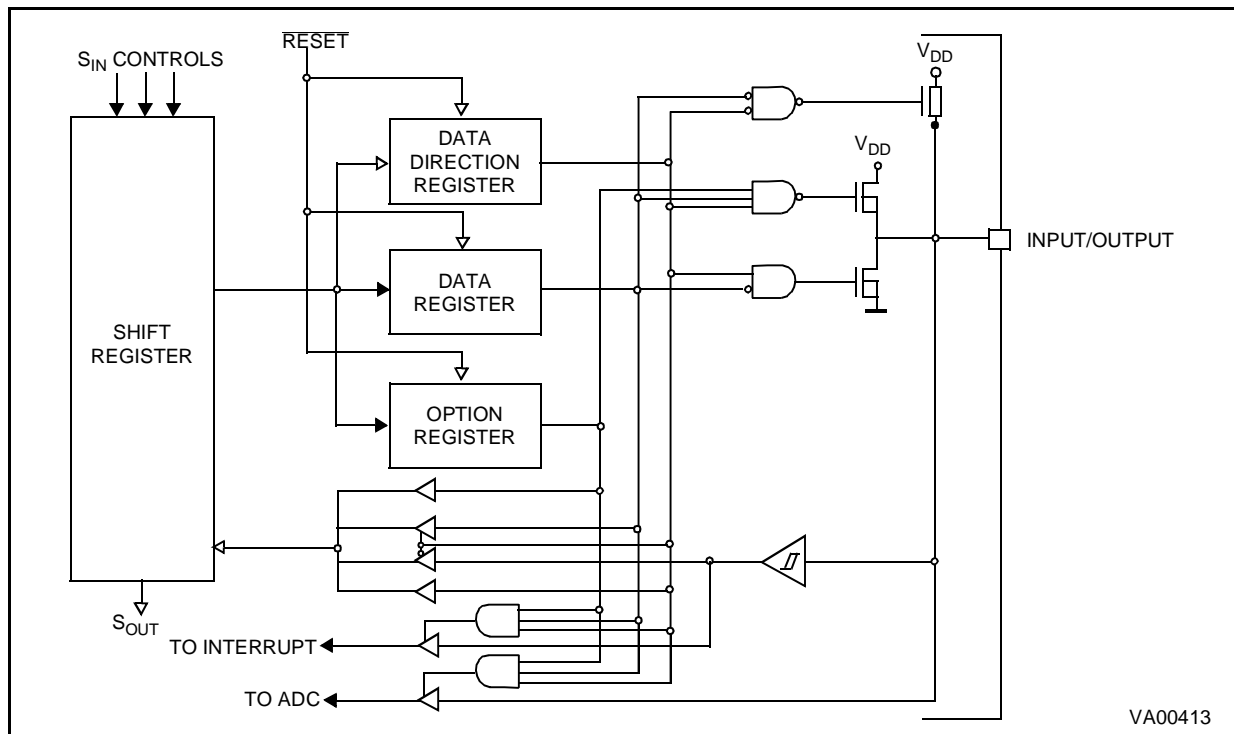 RESET
S_IN CONTROLS
V_DD
DATA
DIRECTION
REGISTER
V_DD
INPUT/OUTPUT
DATA
REGISTER
SHIFT
REGISTER
OPTION
REGISTER
S_OUT
TO INTERRUPT
TO ADC
VA00413